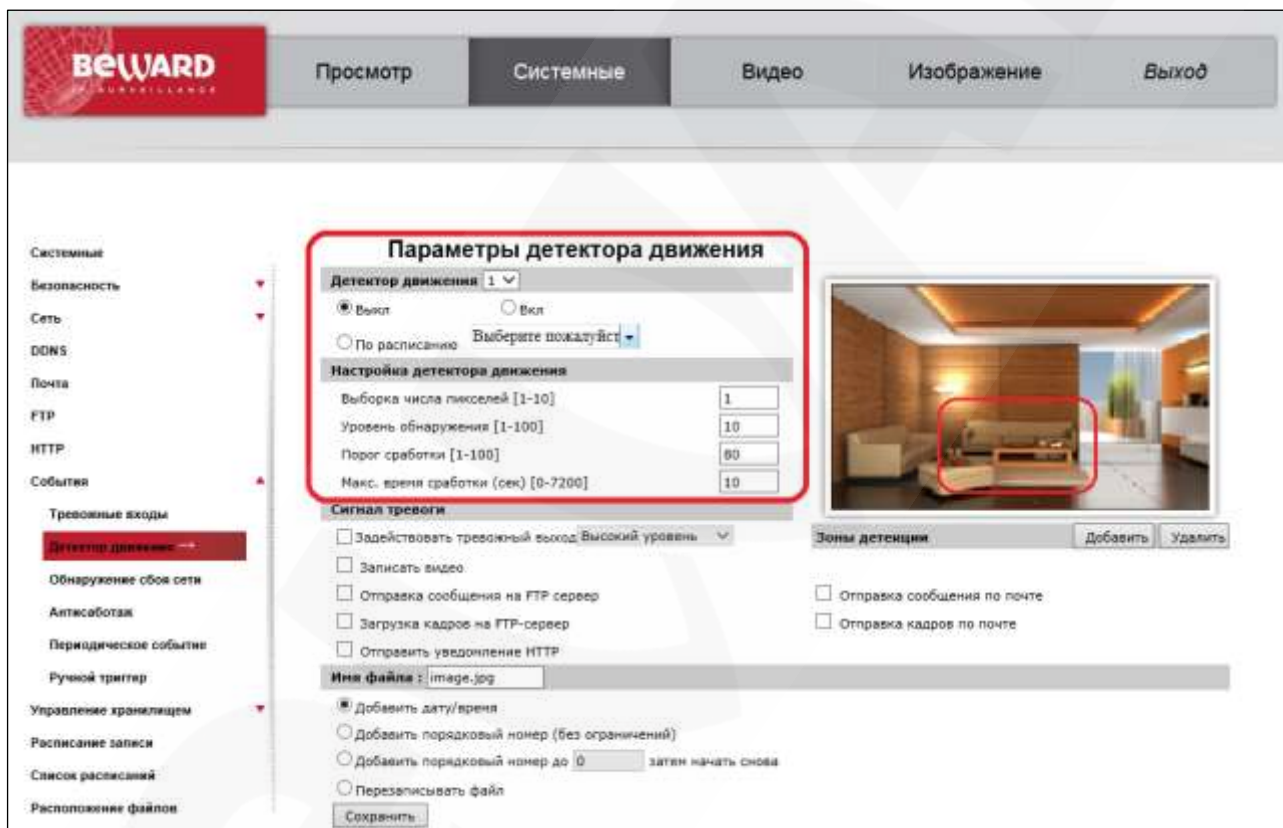 BEWARD
Просмотр
Системные
Видео
Изображение
Выход
Системные
Безопасность
Сеть
DDNS
Почта
FTP
HTTP
События
Тревожные входы
Детектор движение →
Обнаружение сбоя сети
Антисаботаж
Периодическое событие
Ручной триггер
Управление хранилищем
Расписание записи
Список расписаний
Расположение файлов
Параметры детектора движения
Детектор движения 1
Выкл Вкл
По расписанию Выберите пожалуйст
Настройка детектора движения
Выборка числа пикселей [1-10] 1
Уровень обнаружения [1-100] 10
Порог сработки [1-100] 80
Макс. время сработки (сек) [0-7200] 10
Сигнал тревоги
Задействовать тревожный выход Высокий уровень
Зоны детекции Добавить Удалить
Записать видео
Отправка сообщения на FTP сервер
Отправка сообщения по почте
Загрузка кадров на FTP-сервер
Отправка кадров по почте
Отправить уведомление HTTP
Имя файла : image.jpg
Добавить дату/время
Добавить порядковый номер (без ограничений)
Добавить порядковый номер до 0 затем начать снова
Перезаписывать файл
Сохранить